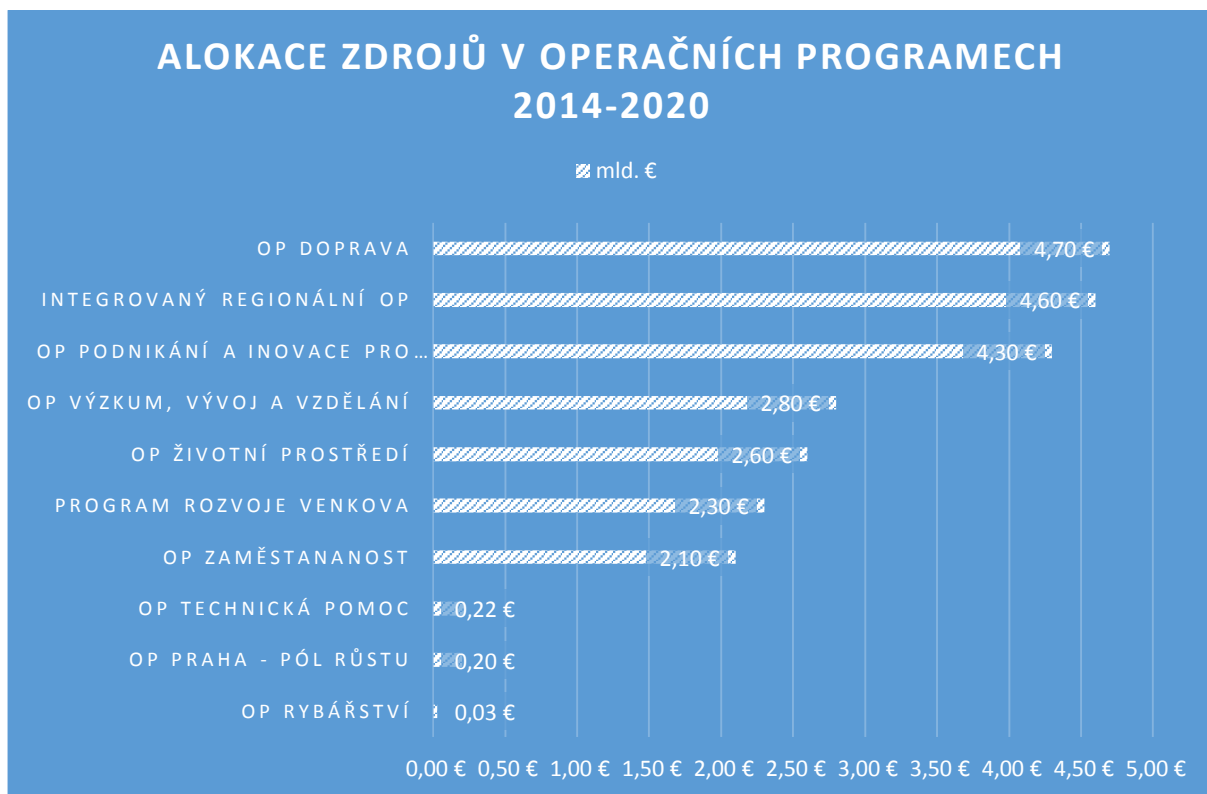 ALOKACE ZDROJŮ V OPERAČNÍCH PROGRAMECH
2014-2020
mld. €
OP DOPRAVA 4,70 €
INTEGROVANÝ REGIONÁLNÍ OP 4,60 €
OP PODNIKÁNÍ A INOVACE PRO… 4,30 €
OP VÝZKUM, VÝVOJ A VZDĚLÁNÍ 2,80 €
OP ŽIVOTNÍ PROSTŘEDÍ 2,60 €
PROGRAM ROZVOJE VENKOVA 2,30 €
OP ZAMĚSTANANOST 2,10 €
OP TECHNICKÁ POMOC 0,22 €
OP PRAHA - PÓL RŮSTU 0,20 €
OP RYBÁŘSTVÍ 0,03 €
0,00 € 0,50 € 1,00 € 1,50 € 2,00 € 2,50 € 3,00 € 3,50 € 4,00 € 4,50 € 5,00 €